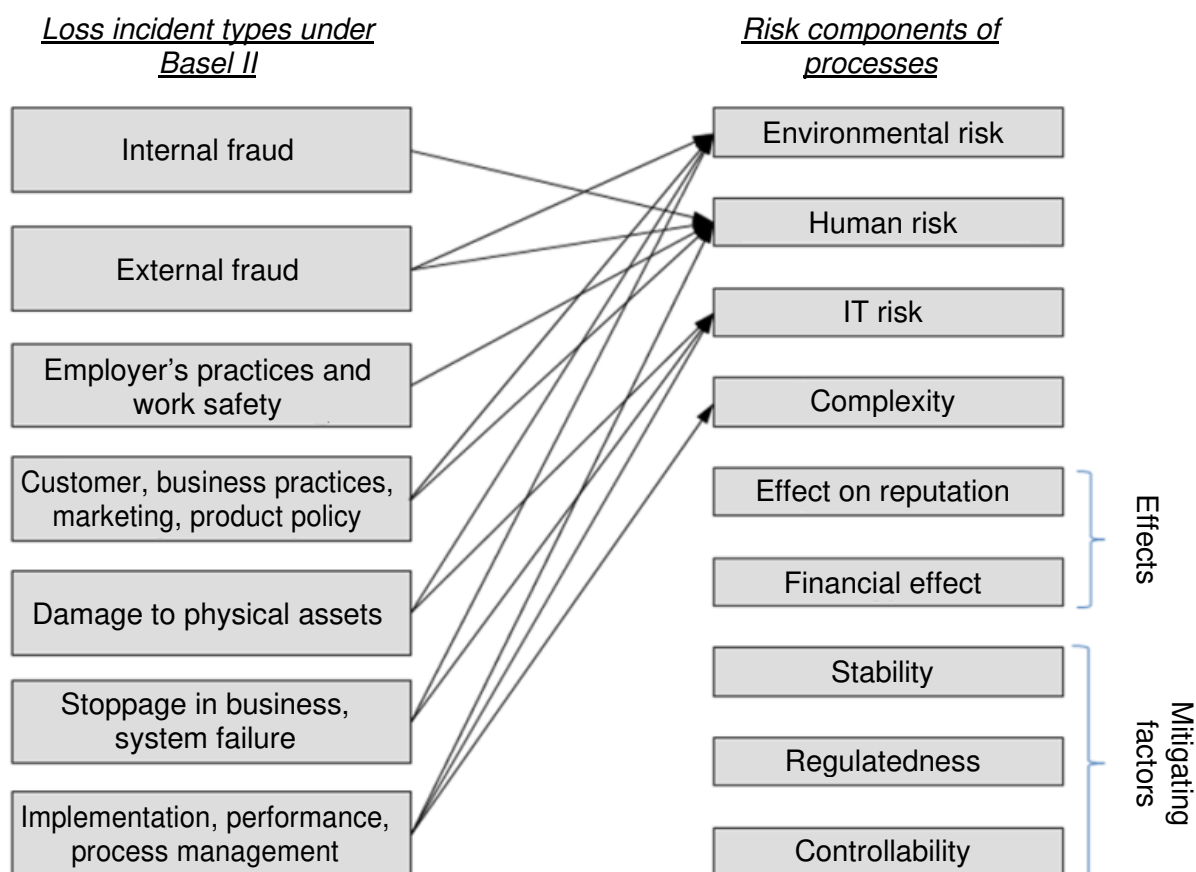 Loss incident types under
Basel II
Internal fraud
External fraud
Employer’s practices and
work safety
Customer, business practices,
marketing, product policy
Damage to physical assets
Stoppage in business,
system failure
Implementation, performance,
process management
Risk components of
processes
Environmental risk
Human risk
IT risk
Complexity
Effect on reputation
Financial effect
Stability
Regulatedness
Controllability
Effects
Mitigating
factors